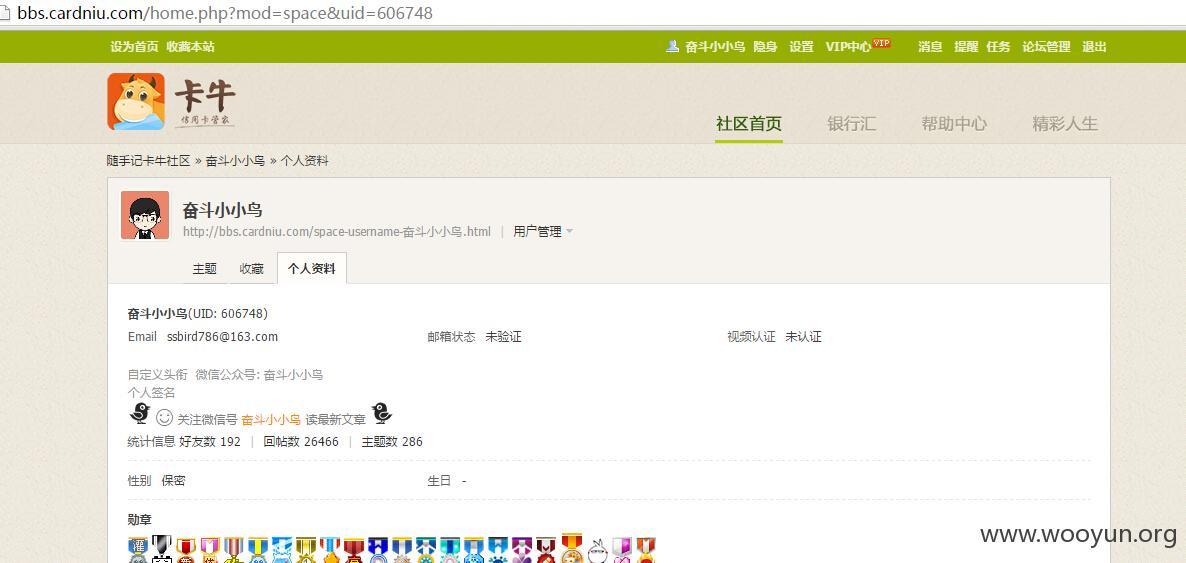 bbs.cardniu.com/home.php?mod=space&uid=606748
设为首页 收藏本站 奋斗小小鸟 隐身 设置 VIP中心 VIP 消息 提醒 任务 论坛管理 退出
卡牛
信用卡管家
社区首页 银行汇 帮助中心 精彩人生
随手记卡牛社区 » 奋斗小小鸟 » 个人资料
奋斗小小鸟
http://bbs.cardniu.com/space-username-奋斗小小鸟.html | 用户管理
主题 收藏 个人资料
奋斗小小鸟(UID: 606748)
Email ssbird786@163.com 邮箱状态 未验证 视频认证 未认证
自定义头衔 微信公众号: 奋斗小小鸟
个人签名
关注微信号 奋斗小小鸟 读最新文章
统计信息 好友数 192 | 回帖数 26466 | 主题数 286
性别 保密 生日 -
勋章
www.wooyun.org